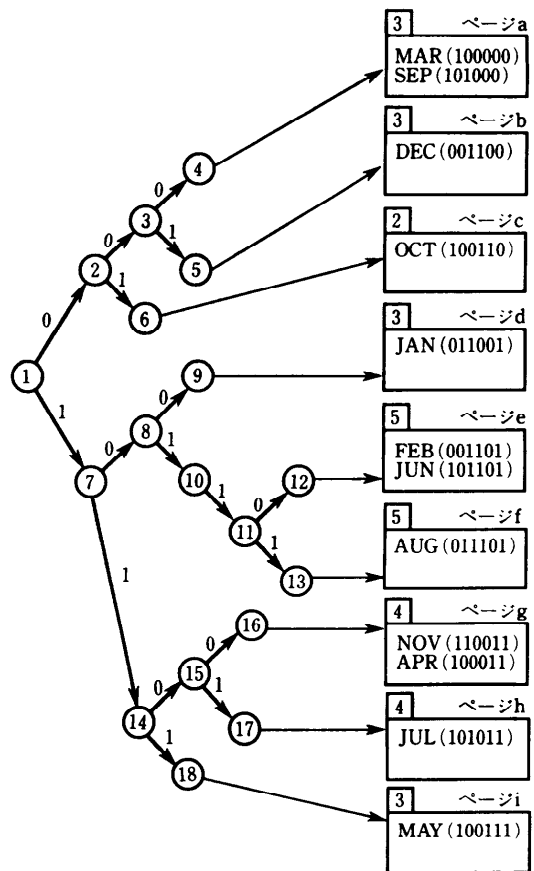 3 ページa
MAR(100000)
SEP(101000)
3 ページb
DEC(001100)
2 ページc
OCT(100110)
3 ページd
JAN(011001)
5 ページe
FEB(001101)
JUN(101101)
5 ページf
AUG(011101)
4 ページg
NOV(110011)
APR(100011)
4 ページh
JUL(101011)
3 ページi
MAY(100111)
4
0
3
0
1
2
5
1
6
0
1
9
0
1
8
0
1
7
10
12
1
0
11
1
13
1
16
0
15
0
1
14
17
1
18